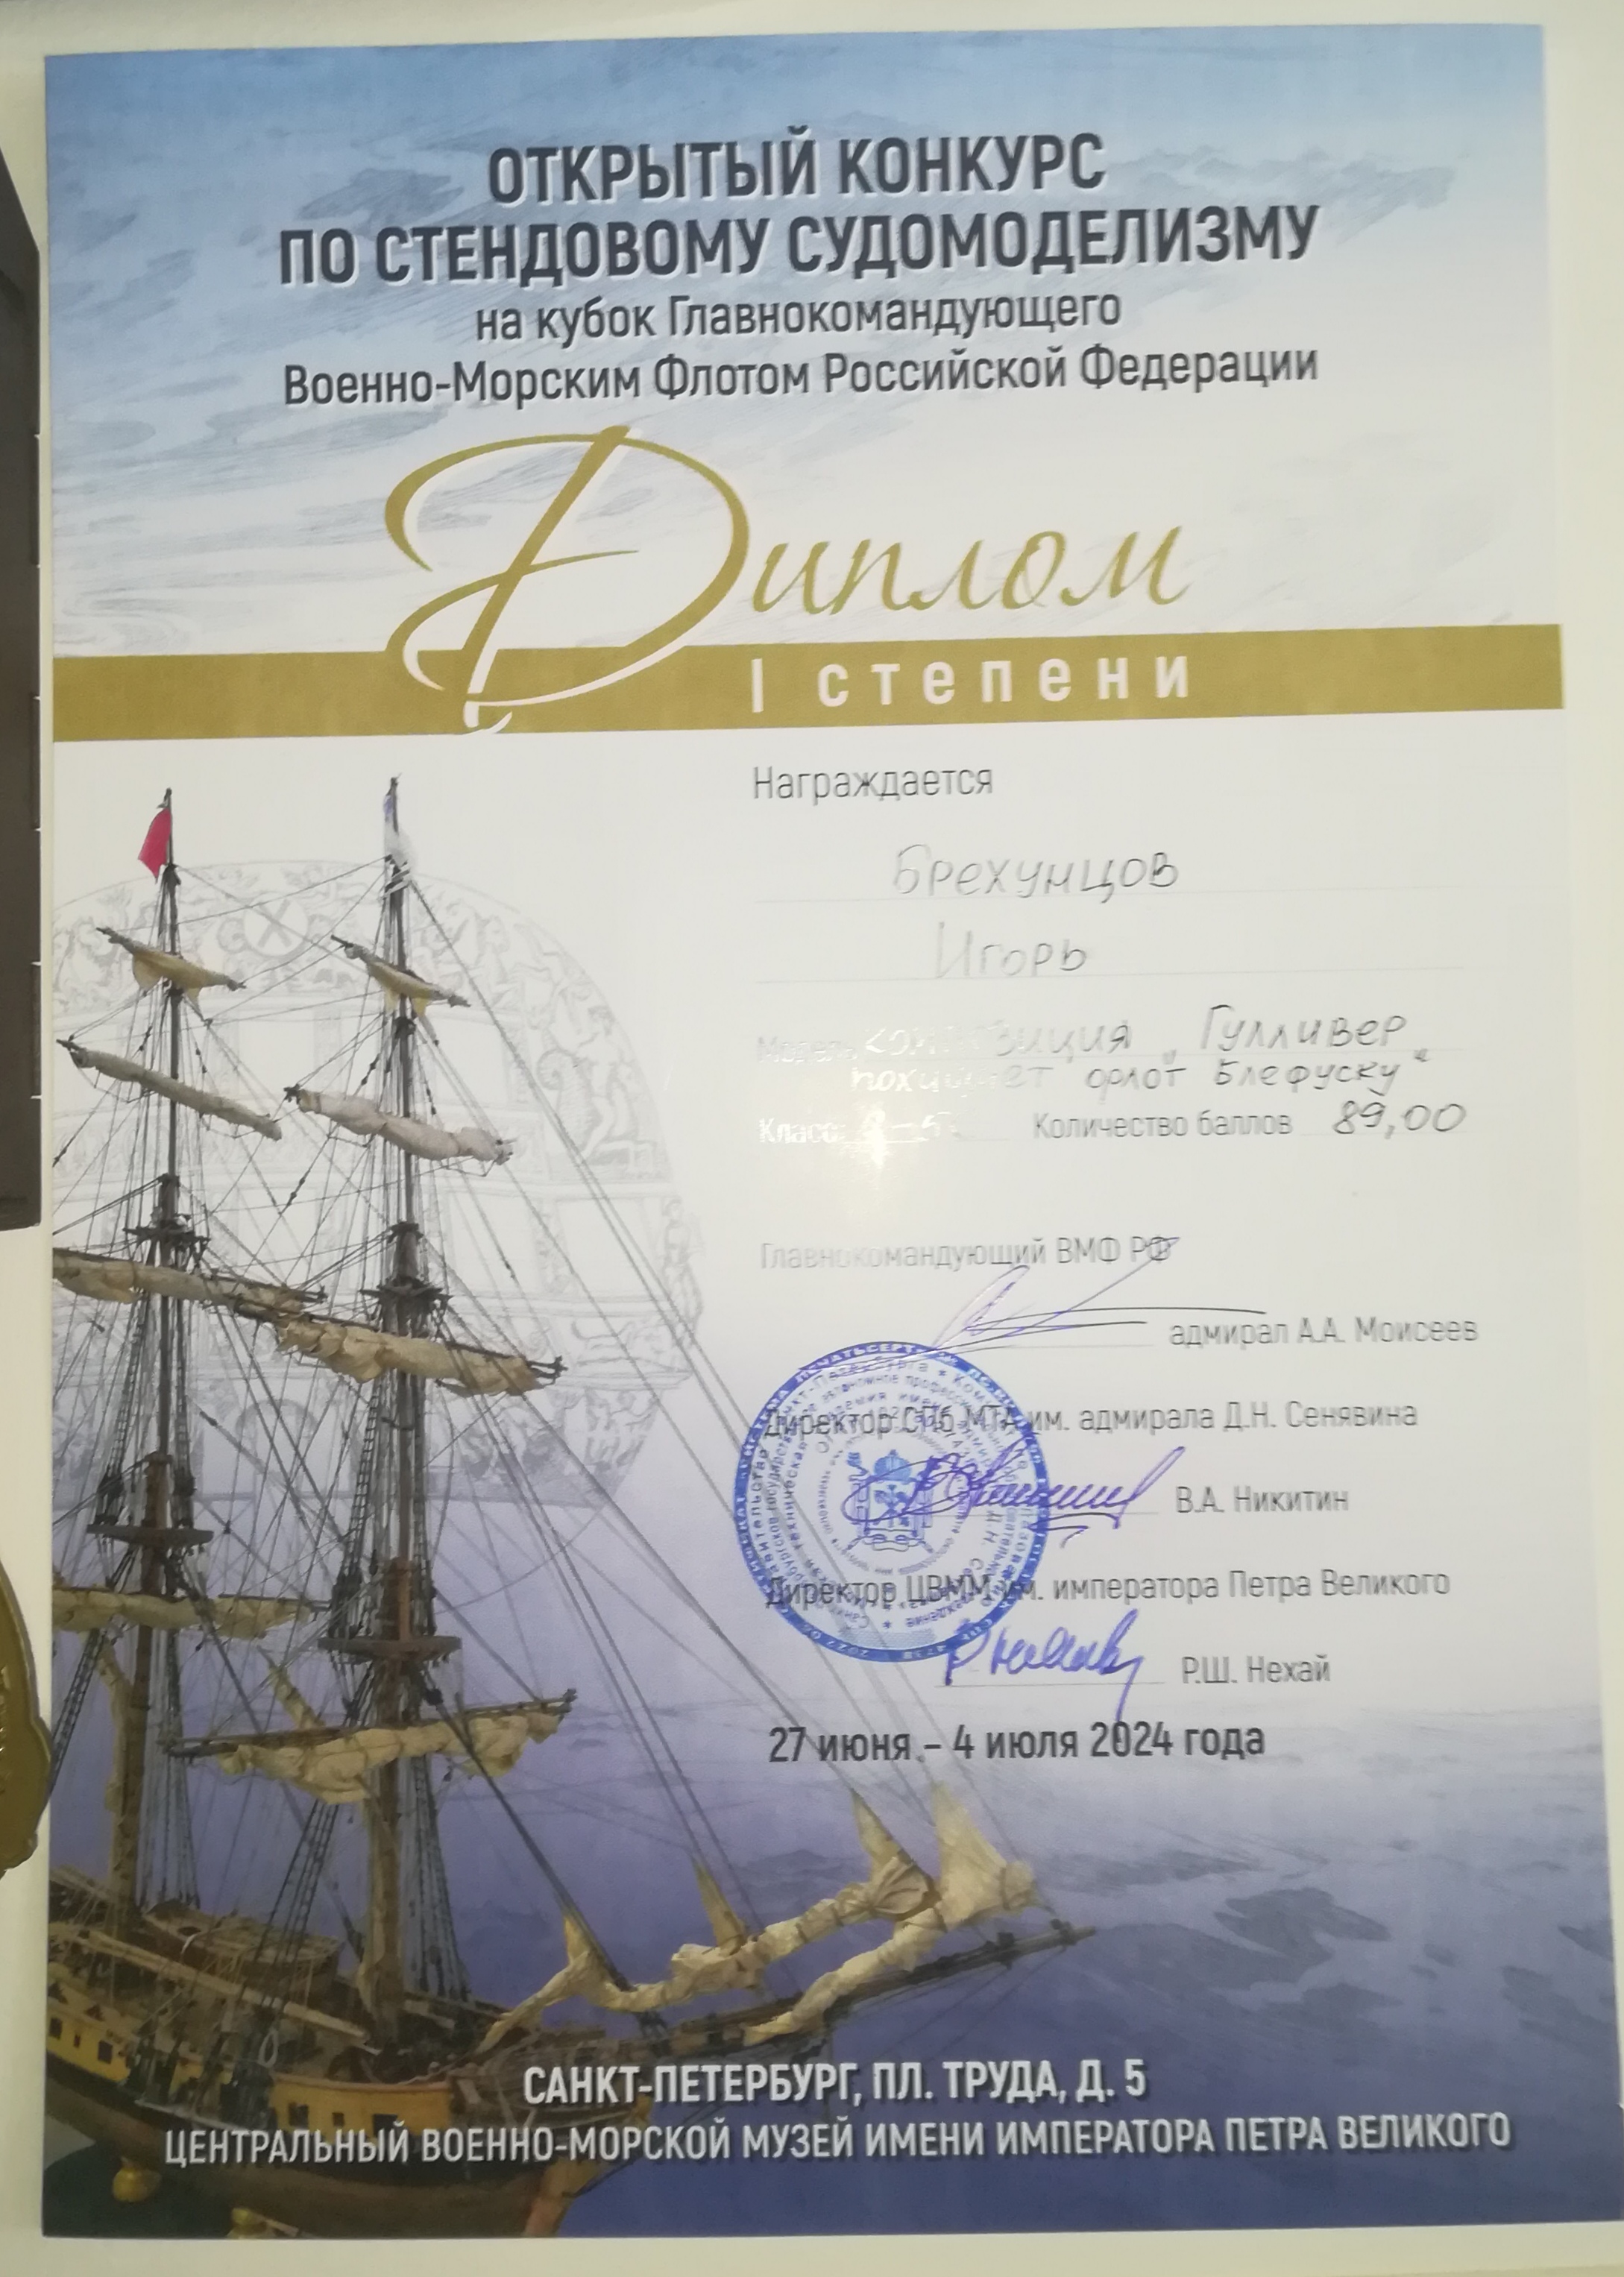 ОТКРЫТЫЙ КОНКУРС
ПО СТЕНДОВОМУ СУДОМОДЕЛИЗМУ
на кубок Главнокомандующего
Военно-Морским Флотом Российской Федерации
Диплом
I степени
Награждается
Брехунцов
Игорь
Модель композиция „Гулливер
похищает флот Блефуску"
Класс: Количество баллов 89,00
Главнокомандующий ВМФ РФ
адмирал А.А. Моисеев
Директор СПб МТА им. адмирала Д.Н. Сенявина
В.А. Никитин
Директор ЦВММ им. императора Петра Великого
Р.Ш. Нехай
27 июня - 4 июля 2024 года
САНКТ-ПЕТЕРБУРГ, ПЛ. ТРУДА, Д. 5
ЦЕНТРАЛЬНЫЙ ВОЕННО-МОРСКОЙ МУЗЕЙ ИМЕНИ ИМПЕРАТОРА ПЕТРА ВЕЛИКОГО